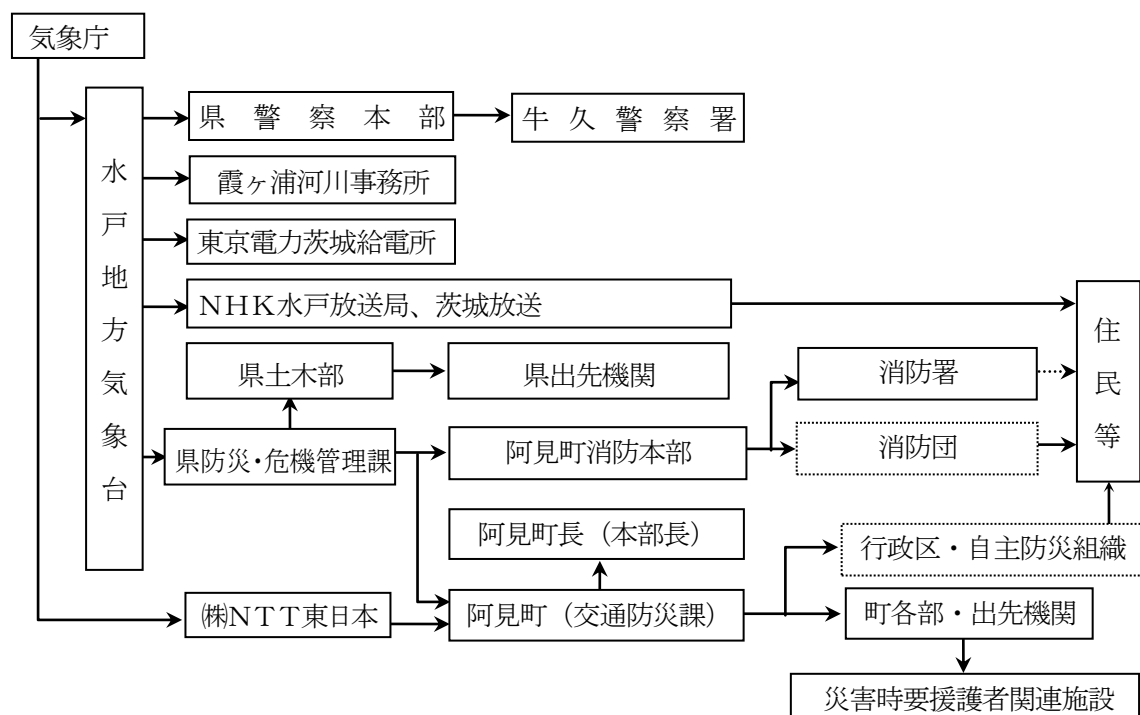 気象庁
水戸地方気象台
県警察本部
牛久警察署
霞ヶ浦河川事務所
東京電力茨城給電所
NHK水戸放送局、茨城放送
住民等
県土木部
県出先機関
消防署
県防災・危機管理課
阿見町消防本部
消防団
阿見町長（本部長）
行政区・自主防災組織
㈱NTT東日本
阿見町（交通防災課）
町各部・出先機関
災害時要援護者関連施設